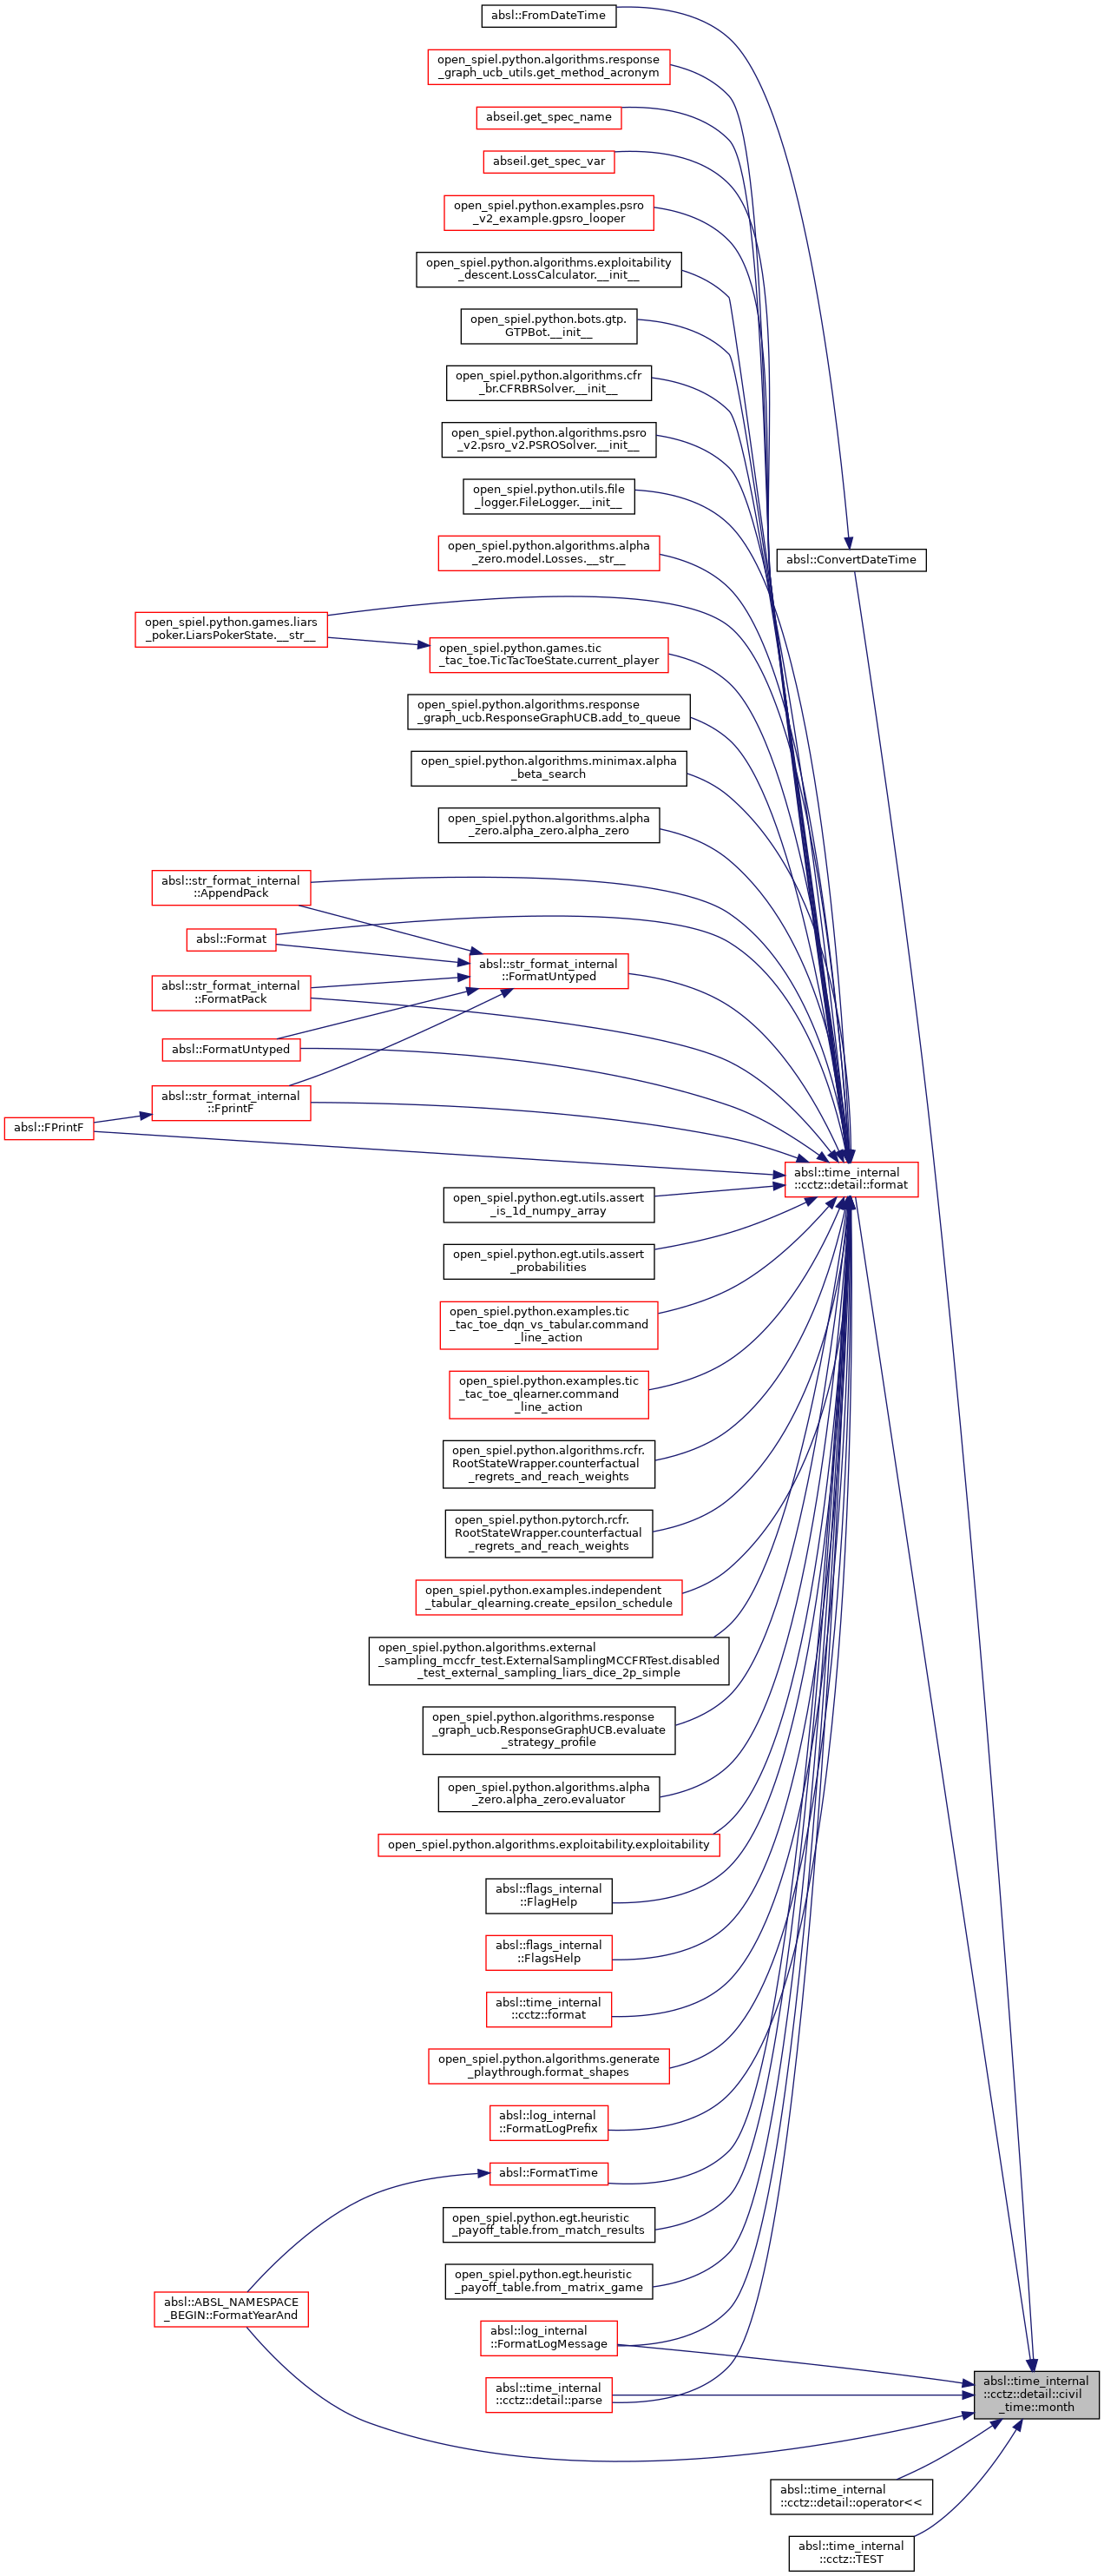 absl::FromDateTime
open_spiel.python.algorithms.response
_graph_ucb_utils.get_method_acronym
abseil.get_spec_name
abseil.get_spec_var
open_spiel.python.examples.psro
_v2_example.gpsro_looper
open_spiel.python.algorithms.exploitability
_descent.LossCalculator.__init__
open_spiel.python.bots.gtp.
GTPBot.__init__
open_spiel.python.algorithms.cfr
_br.CFRBRSolver.__init__
open_spiel.python.algorithms.psro
_v2.psro_v2.PSROSolver.__init__
open_spiel.python.utils.file
_logger.FileLogger.__init__
open_spiel.python.algorithms.alpha
_zero.model.Losses.__str__
absl::ConvertDateTime
open_spiel.python.games.liars
_poker.LiarsPokerState.__str__
open_spiel.python.games.tic
_tac_toe.TicTacToeState.current_player
open_spiel.python.algorithms.response
_graph_ucb.ResponseGraphUCB.add_to_queue
open_spiel.python.algorithms.minimax.alpha
_beta_search
open_spiel.python.algorithms.alpha
_zero.alpha_zero.alpha_zero
absl::str_format_internal
::AppendPack
absl::Format
absl::str_format_internal
::FormatUntyped
absl::str_format_internal
::FormatPack
absl::FormatUntyped
absl::str_format_internal
::FprintF
absl::FPrintF
absl::time_internal
::cctz::detail::format
open_spiel.python.egt.utils.assert
_is_1d_numpy_array
open_spiel.python.egt.utils.assert
_probabilities
open_spiel.python.examples.tic
_tac_toe_dqn_vs_tabular.command
_line_action
open_spiel.python.examples.tic
_tac_toe_qlearner.command
_line_action
open_spiel.python.algorithms.rcfr.
RootStateWrapper.counterfactual
_regrets_and_reach_weights
open_spiel.python.pytorch.rcfr.
RootStateWrapper.counterfactual
_regrets_and_reach_weights
open_spiel.python.examples.independent
_tabular_qlearning.create_epsilon_schedule
open_spiel.python.algorithms.external
_sampling_mccfr_test.ExternalSamplingMCCFRTest.disabled
_test_external_sampling_liars_dice_2p_simple
open_spiel.python.algorithms.response
_graph_ucb.ResponseGraphUCB.evaluate
_strategy_profile
open_spiel.python.algorithms.alpha
_zero.alpha_zero.evaluator
open_spiel.python.algorithms.exploitability.exploitability
absl::flags_internal
::FlagHelp
absl::flags_internal
::FlagsHelp
absl::time_internal
::cctz::format
open_spiel.python.algorithms.generate
_playthrough.format_shapes
absl::log_internal
::FormatLogPrefix
absl::FormatTime
open_spiel.python.egt.heuristic
_payoff_table.from_match_results
open_spiel.python.egt.heuristic
_payoff_table.from_matrix_game
absl::ABSL_NAMESPACE
_BEGIN::FormatYearAnd
absl::log_internal
::FormatLogMessage
absl::time_internal
::cctz::detail::parse
absl::time_internal
::cctz::detail::civil
_time::month
absl::time_internal
::cctz::detail::operator<<
absl::time_internal
::cctz::TEST